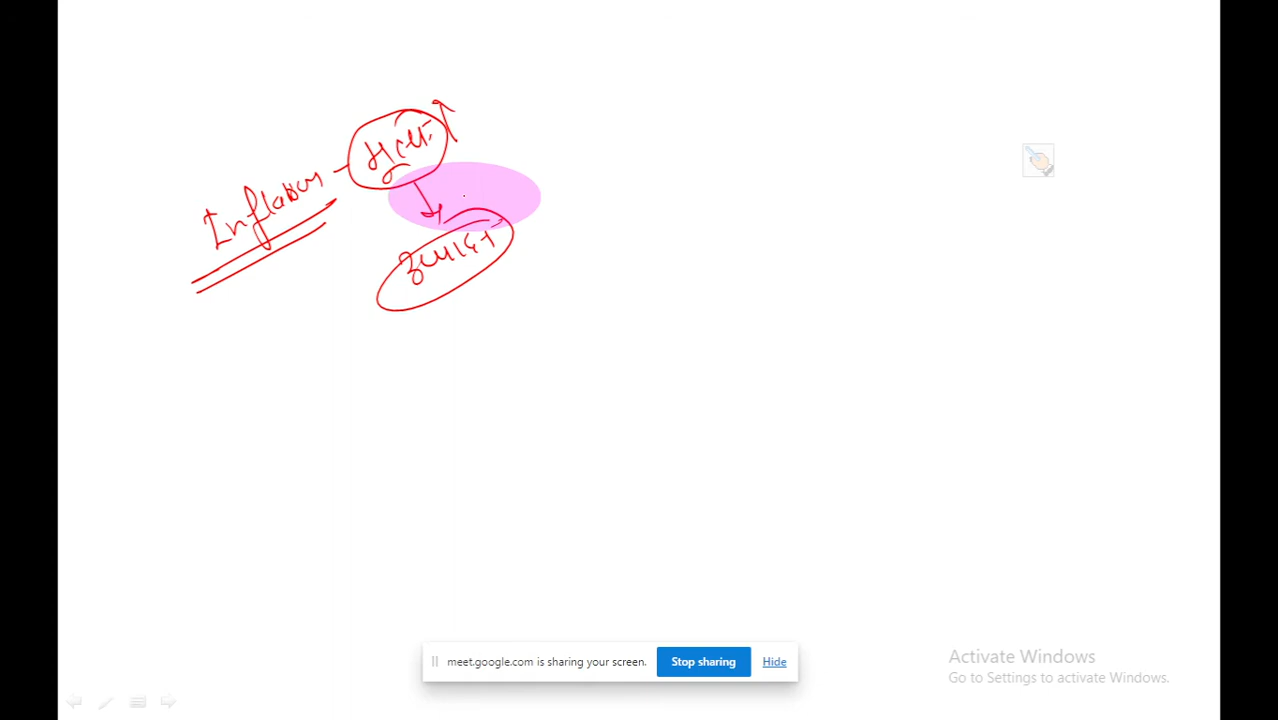 Inflation -
meet.google.com is sharing your screen.
Stop sharing
Hide
Activate Windows
Go to Settings to activate Windows.